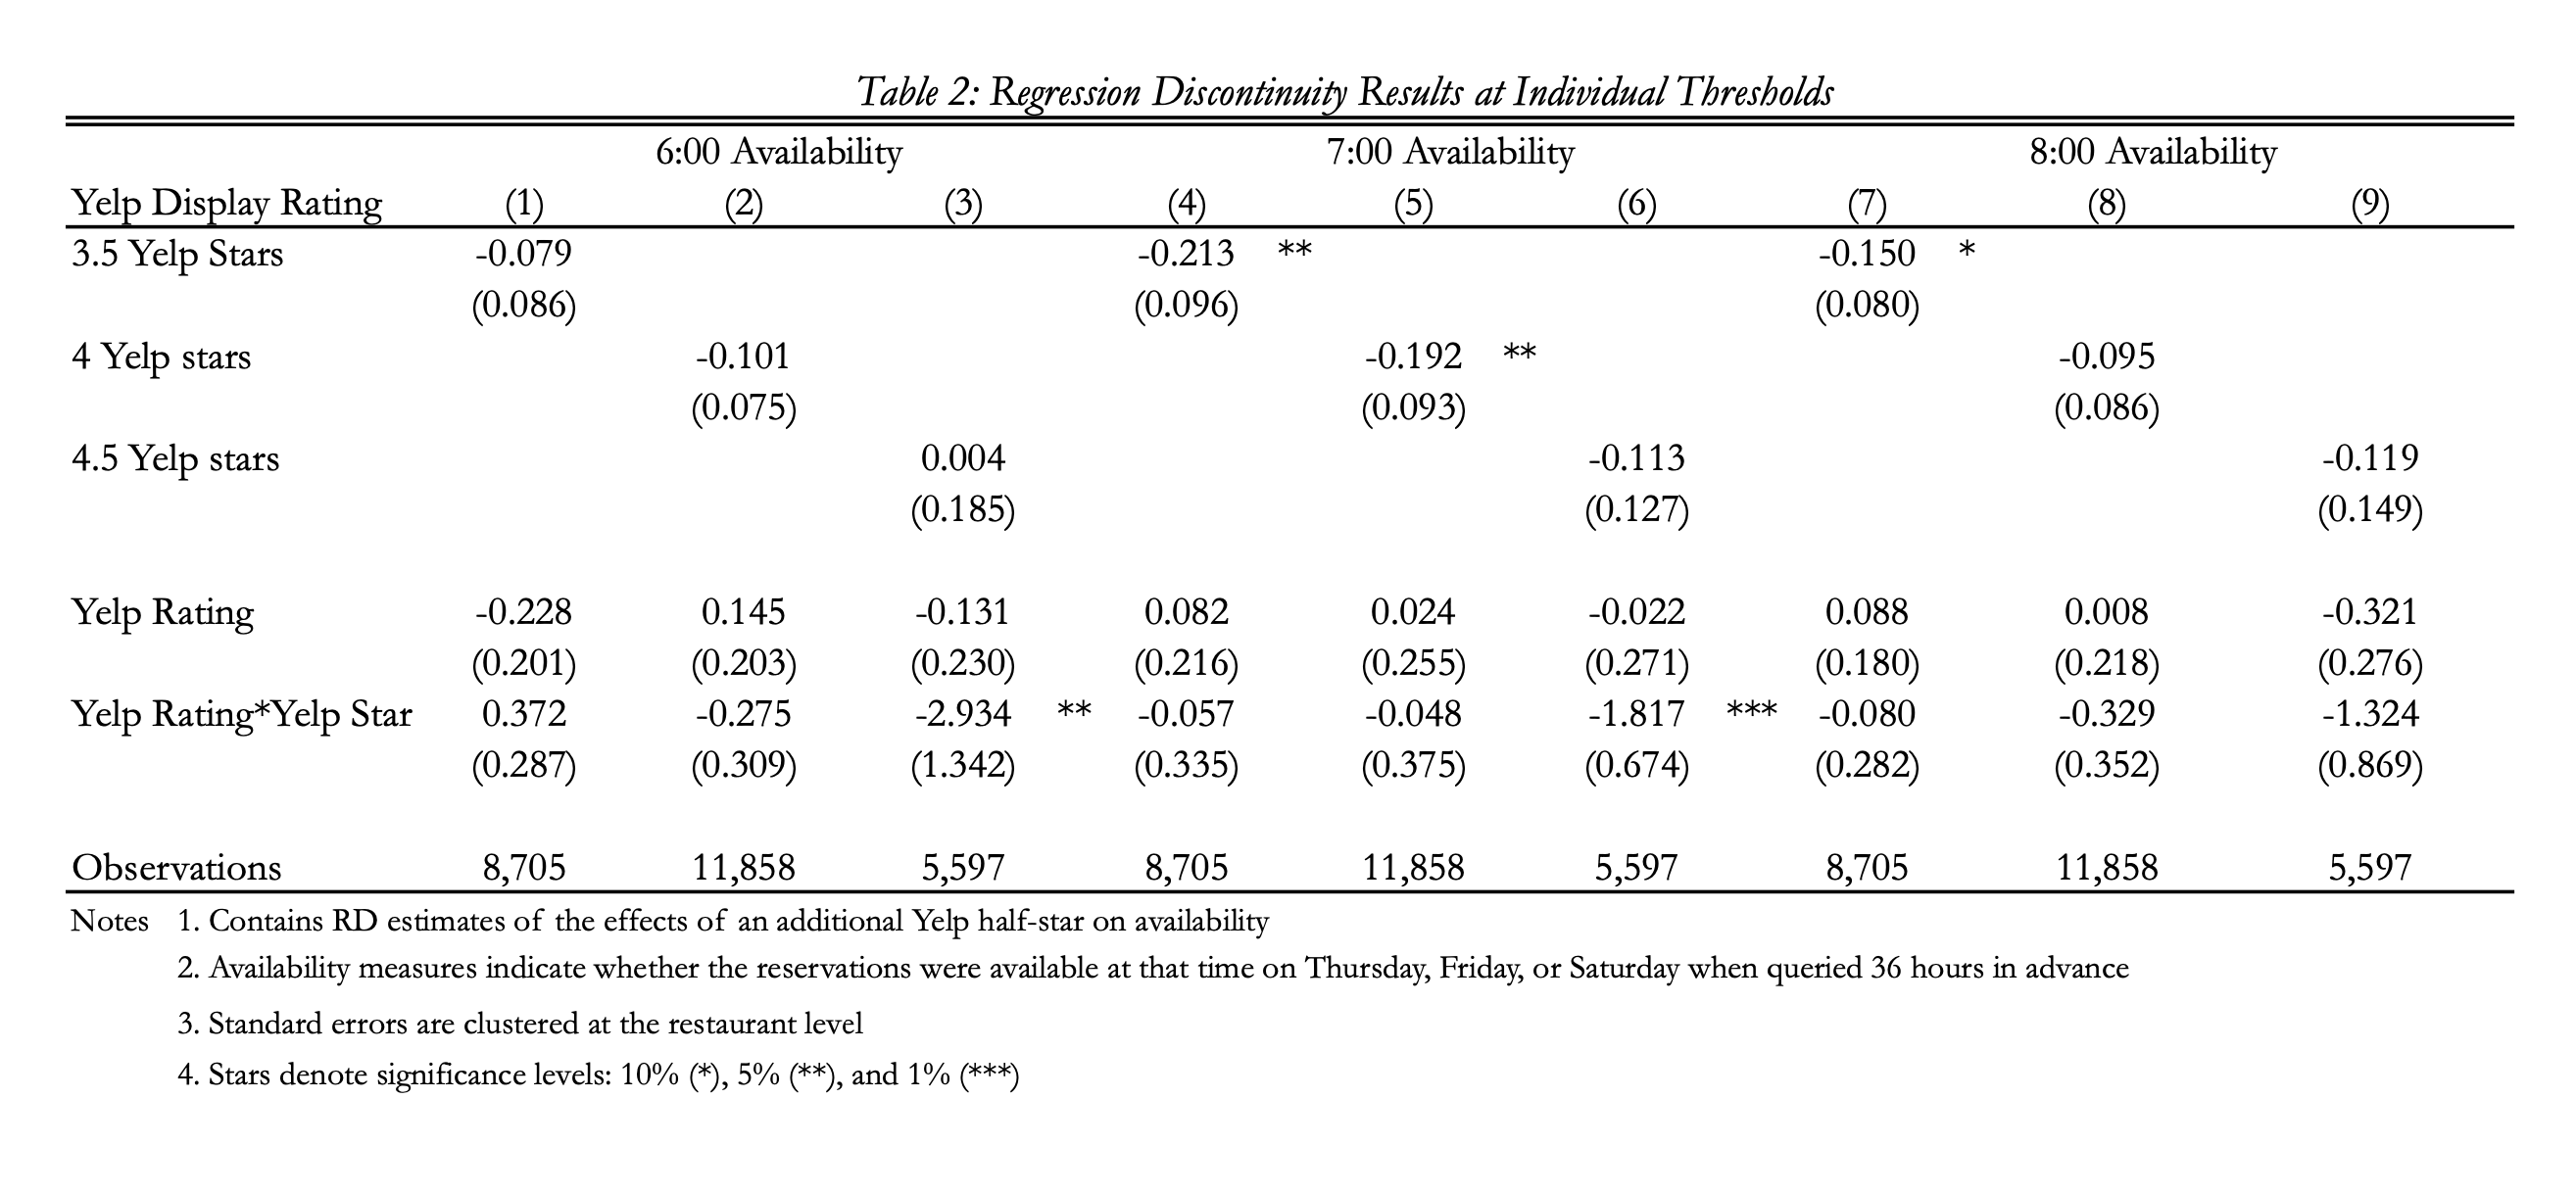 Table 2: Regression Discontinuity Results at Individual Thresholds
6:00 Availability 7:00 Availability 8:00 Availability
Yelp Display Rating (1) (2) (3) (4) (5) (6) (7) (8) (9)
3.5 Yelp Stars -0.079 -0.213 ** -0.150 *
(0.086) (0.096) (0.080)
4 Yelp stars -0.101 -0.192 ** -0.095
(0.075) (0.093) (0.086)
4.5 Yelp stars 0.004 -0.113 -0.119
(0.185) (0.127) (0.149)
Yelp Rating -0.228 0.145 -0.131 0.082 0.024 -0.022 0.088 0.008 -0.321
(0.201) (0.203) (0.230) (0.216) (0.255) (0.271) (0.180) (0.218) (0.276)
Yelp Rating*Yelp Star 0.372 -0.275 -2.934 ** -0.057 -0.048 -1.817 *** -0.080 -0.329 -1.324
(0.287) (0.309) (1.342) (0.335) (0.375) (0.674) (0.282) (0.352) (0.869)
Observations 8,705 11,858 5,597 8,705 11,858 5,597 8,705 11,858 5,597
Notes 1. Contains RD estimates of the effects of an additional Yelp half-star on availability
2. Availability measures indicate whether the reservations were available at that time on Thursday, Friday, or Saturday when queried 36 hours in advance
3. Standard errors are clustered at the restaurant level
4. Stars denote significance levels: 10% (*), 5% (**), and 1% (***)